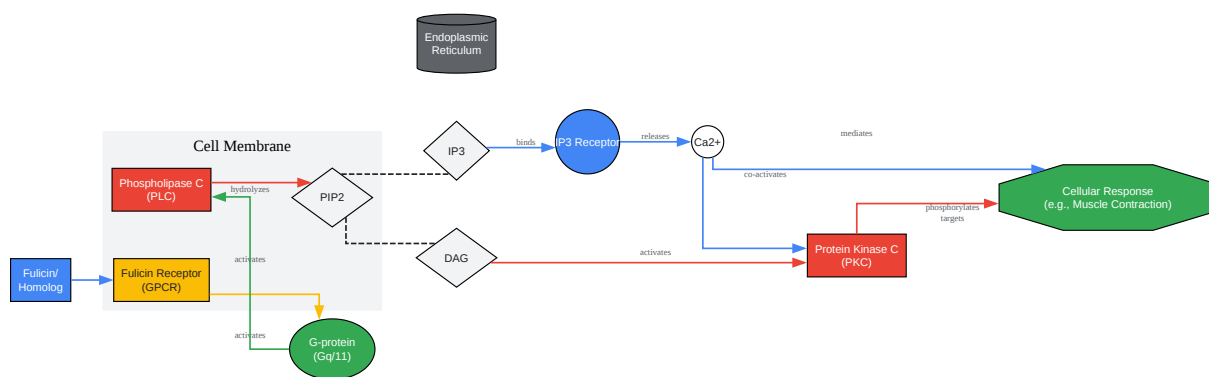 Endoplasmic
Reticulum
Cell Membrane
Phospholipase C
(PLC)
hydrolyzes
PIP2
IP3
binds
IP3 Receptor
releases
Ca2+
mediates
co-activates
Cellular Response
(e.g., Muscle Contraction)
phosphorylates
targets
Protein Kinase C
(PKC)
activates
DAG
activates
Fulicin/
Homolog
Fulicin Receptor
(GPCR)
activates
G-protein
(Gq/11)